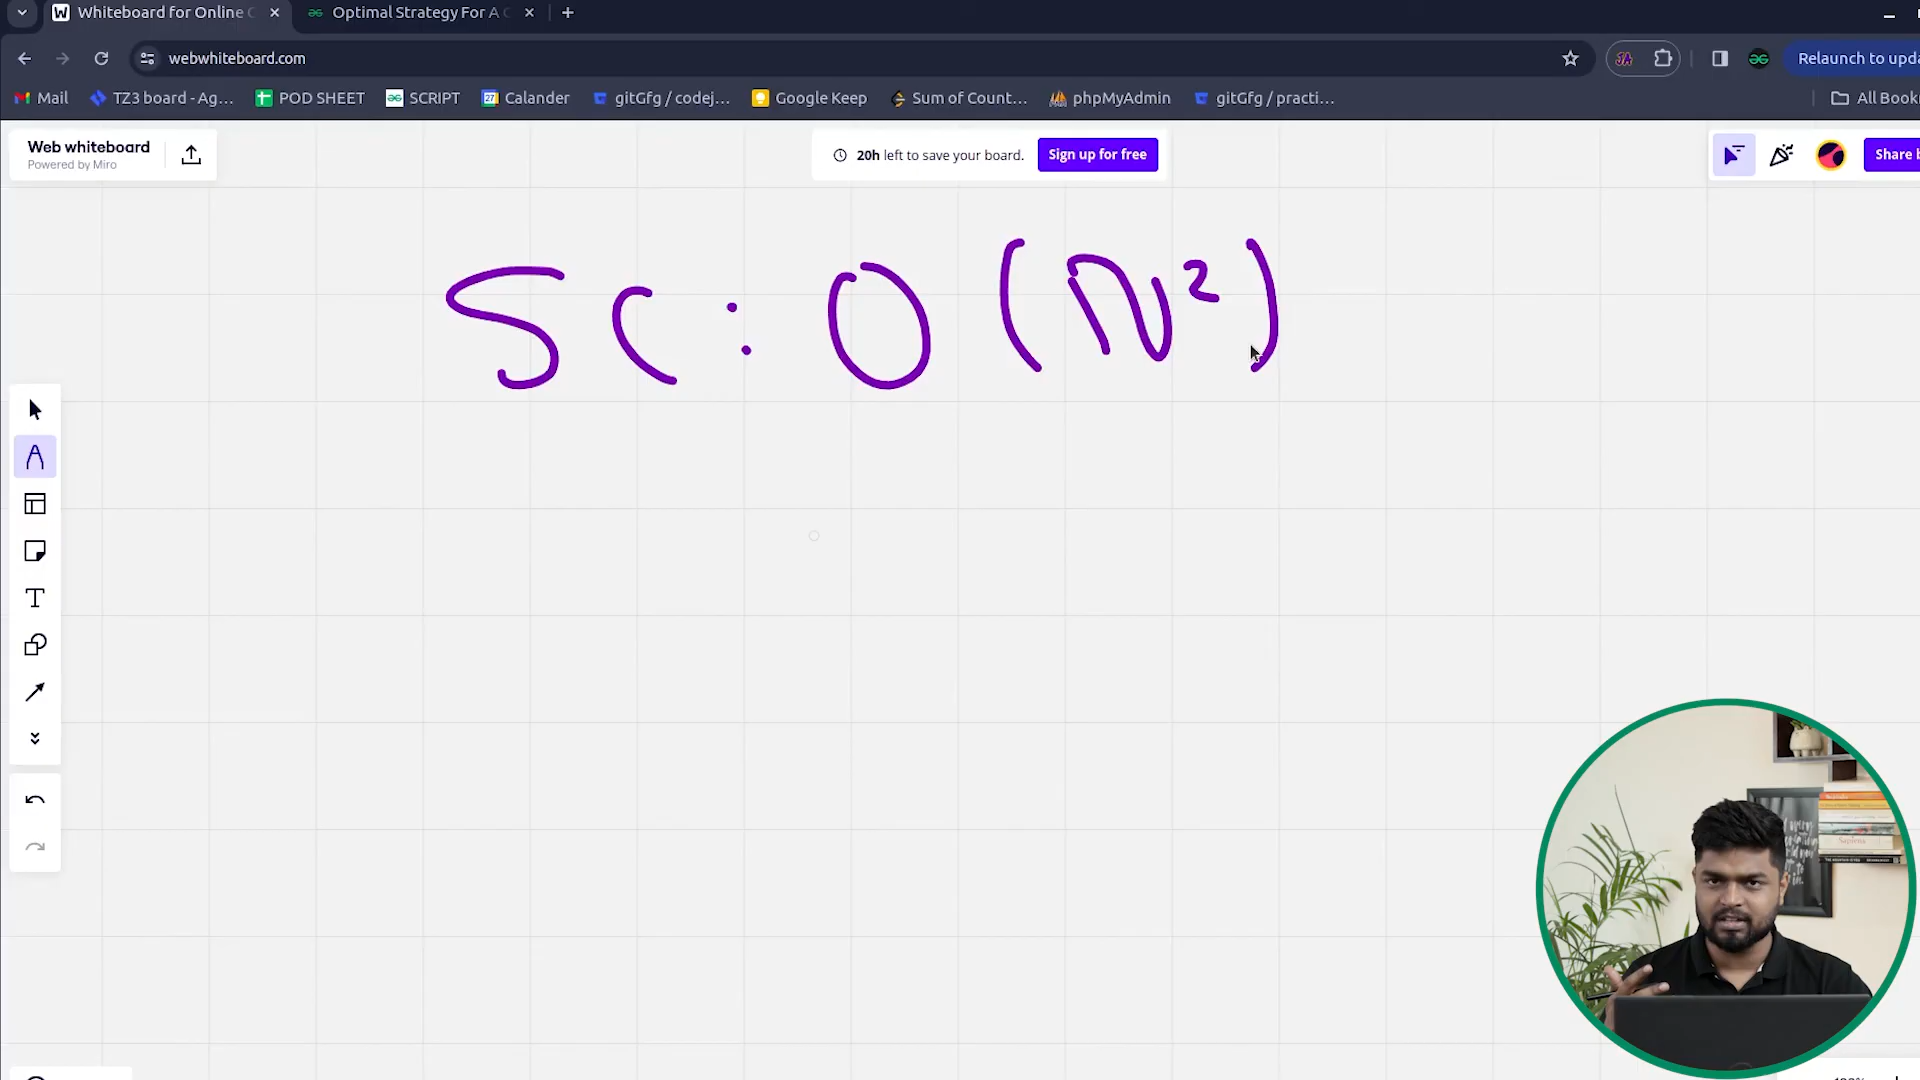 Whiteboard for Online C
Optimal Strategy For A G
webwhiteboard.com
Relaunch to upda
Mail
TZ3 board - Ag...
POD SHEET
SCRIPT
Calander
gitGfg / codej...
Google Keep
Sum of Count...
phpMyAdmin
gitGfg / practi...
All Book
Web whiteboard
Powered by Miro
20h left to save your board.
Sign up for free
Share b
SC : O (N²)